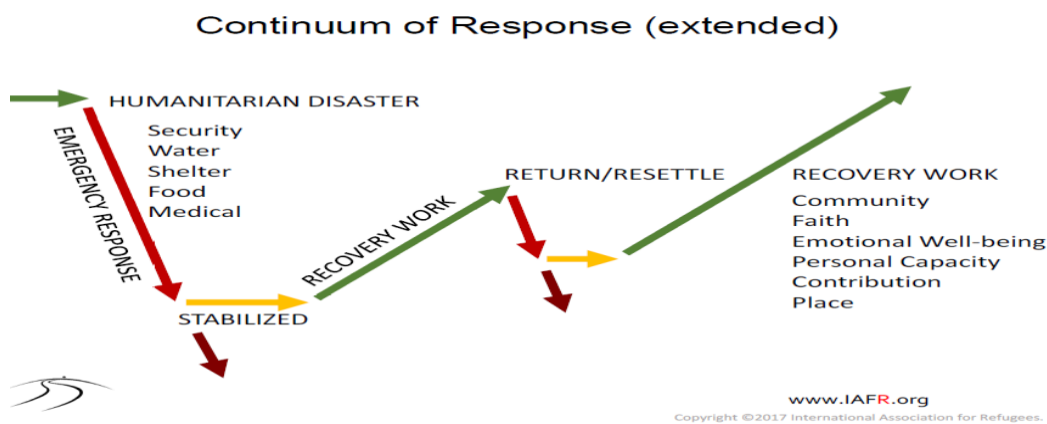 Continuum of Response (extended)
HUMANITARIAN DISASTER
Security
Water
Shelter
Food
Medical
EMERGENCY RESPONSE
STABILIZED
RECOVERY WORK
RETURN/RESETTLE
RECOVERY WORK
Community
Faith
Emotional Well-being
Personal Capacity
Contribution
Place
www.IAFR.org
Copyright ©2017 International Association for Refugees.